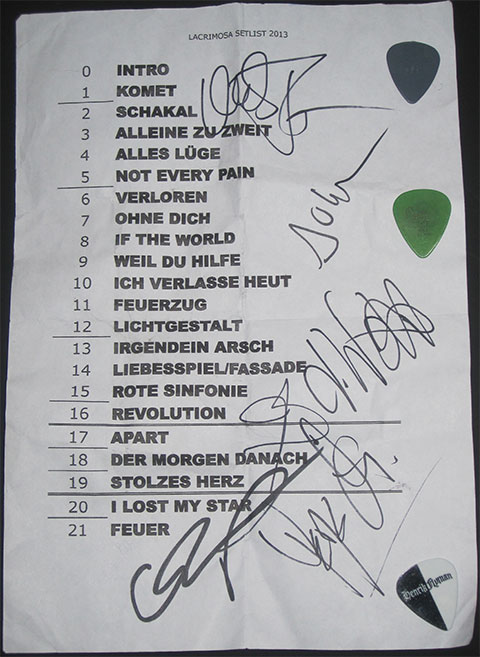 LACRIMOSA SETLIST 2013
0 INTRO
1 KOMET
2 SCHAKAL
3 ALLEINE ZU ZWEIT
4 ALLES LÜGE
5 NOT EVERY PAIN
6 VERLOREN
7 OHNE DICH
8 IF THE WORLD
9 WEIL DU HILFE
10 ICH VERLASSE HEUT
11 FEUERZUG
12 LICHTGESTALT
13 IRGENDEIN ARSCH
14 LIEBESSPIEL/FASSADE
15 ROTE SINFONIE
16 REVOLUTION
17 APART
18 DER MORGEN DANACH
19 STOLZES HERZ
20 I LOST MY STAR
21 FEUER